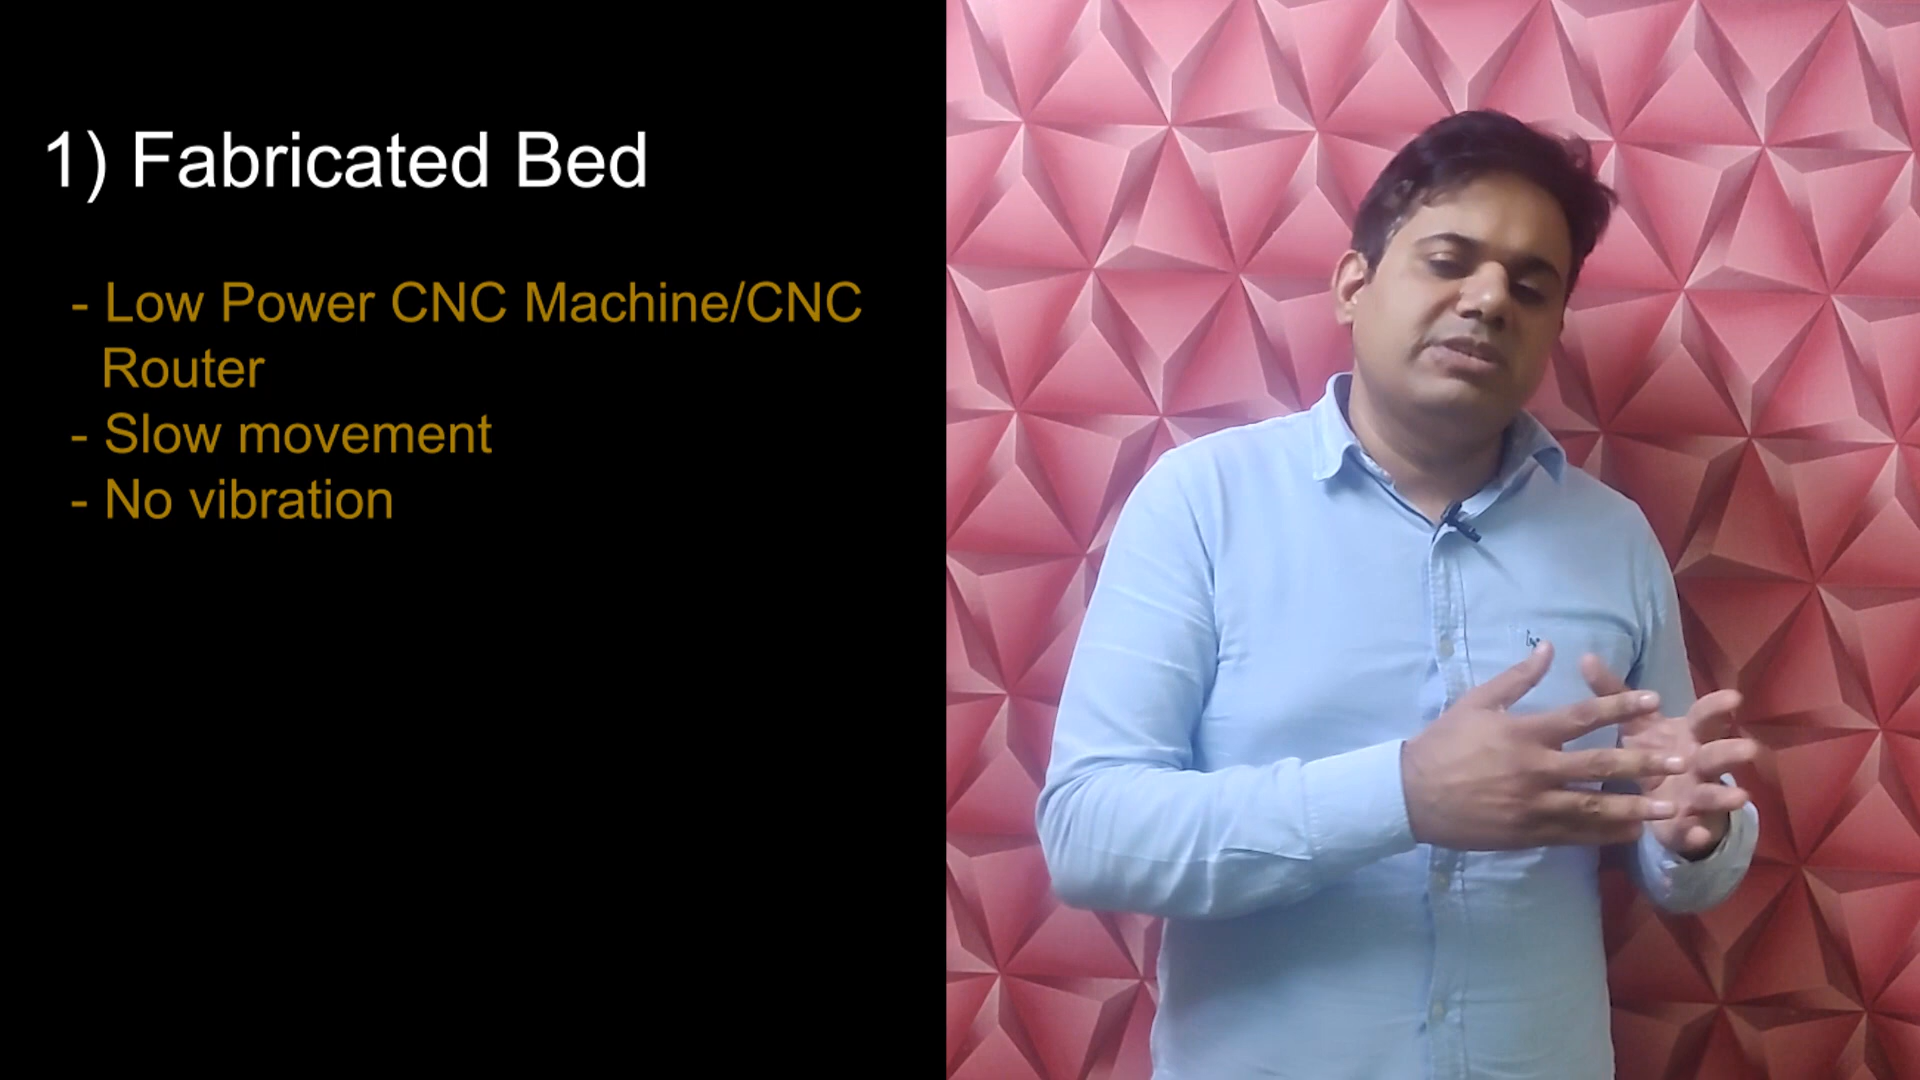 1) Fabricated Bed
- Low Power CNC Machine/CNC
Router
- Slow movement
- No vibration